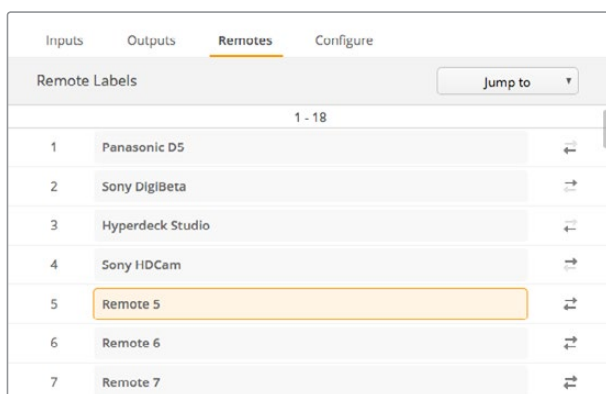 Inputs Outputs Remotes Configure
Remote Labels Jump to
1 - 18
1 Panasonic D5
2 Sony DigiBeta
3 Hyperdeck Studio
4 Sony HDCam
5 Remote 5
6 Remote 6
7 Remote 7